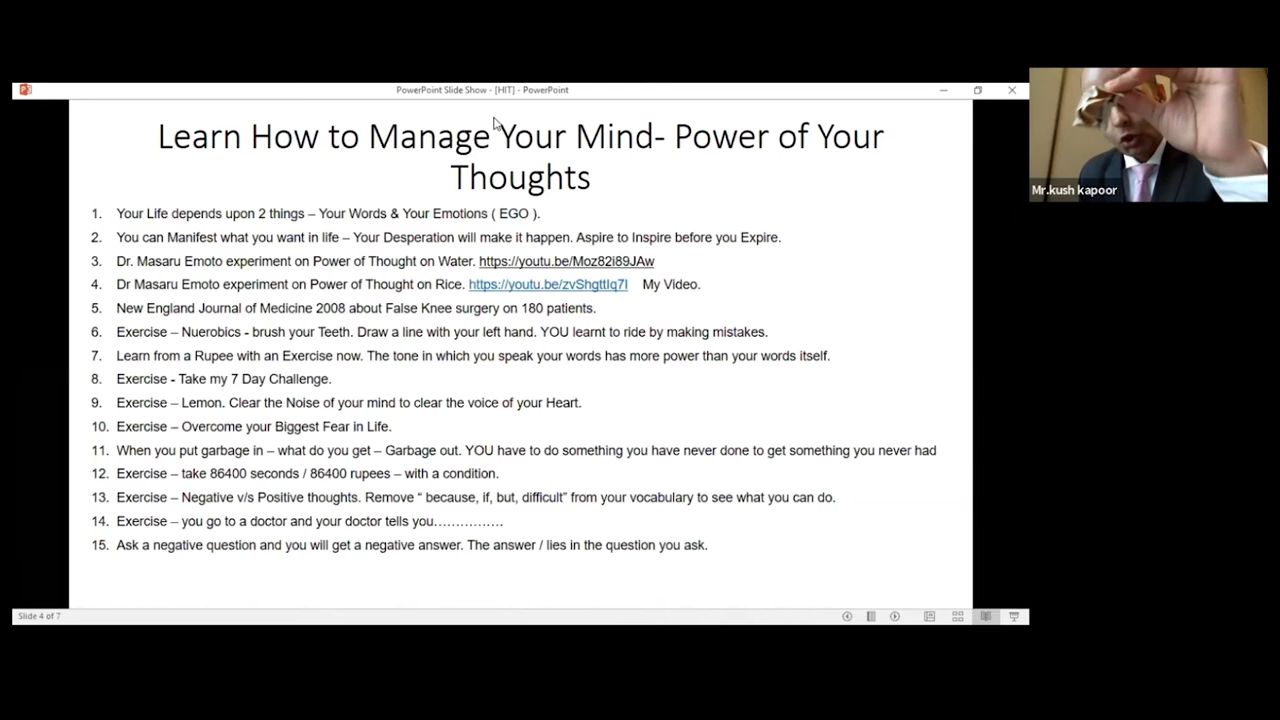 PowerPoint Slide Show - [HIT] - PowerPoint
Learn How to Manage Your Mind- Power of Your
Thoughts
1. Your Life depends upon 2 things – Your Words & Your Emotions ( EGO ).
2. You can Manifest what you want in life – Your Desperation will make it happen. Aspire to Inspire before you Expire.
3. Dr. Masaru Emoto experiment on Power of Thought on Water. https://youtu.be/Moz82i89JAw
4. Dr Masaru Emoto experiment on Power of Thought on Rice. https://youtu.be/zvShgttIq7I My Video.
5. New England Journal of Medicine 2008 about False Knee surgery on 180 patients.
6. Exercise – Nuerobics - brush your Teeth. Draw a line with your left hand. YOU learnt to ride by making mistakes.
7. Learn from a Rupee with an Exercise now. The tone in which you speak your words has more power than your words itself.
8. Exercise - Take my 7 Day Challenge.
9. Exercise – Lemon. Clear the Noise of your mind to clear the voice of your Heart.
10. Exercise – Overcome your Biggest Fear in Life.
11. When you put garbage in – what do you get – Garbage out. YOU have to do something you have never done to get something you never had
12. Exercise – take 86400 seconds / 86400 rupees – with a condition.
13. Exercise – Negative v/s Positive thoughts. Remove “ because, if, but, difficult” from your vocabulary to see what you can do.
14. Exercise – you go to a doctor and your doctor tells you…………….
15. Ask a negative question and you will get a negative answer. The answer / lies in the question you ask.
Slide 4 of 7
Mr.kush kapoor